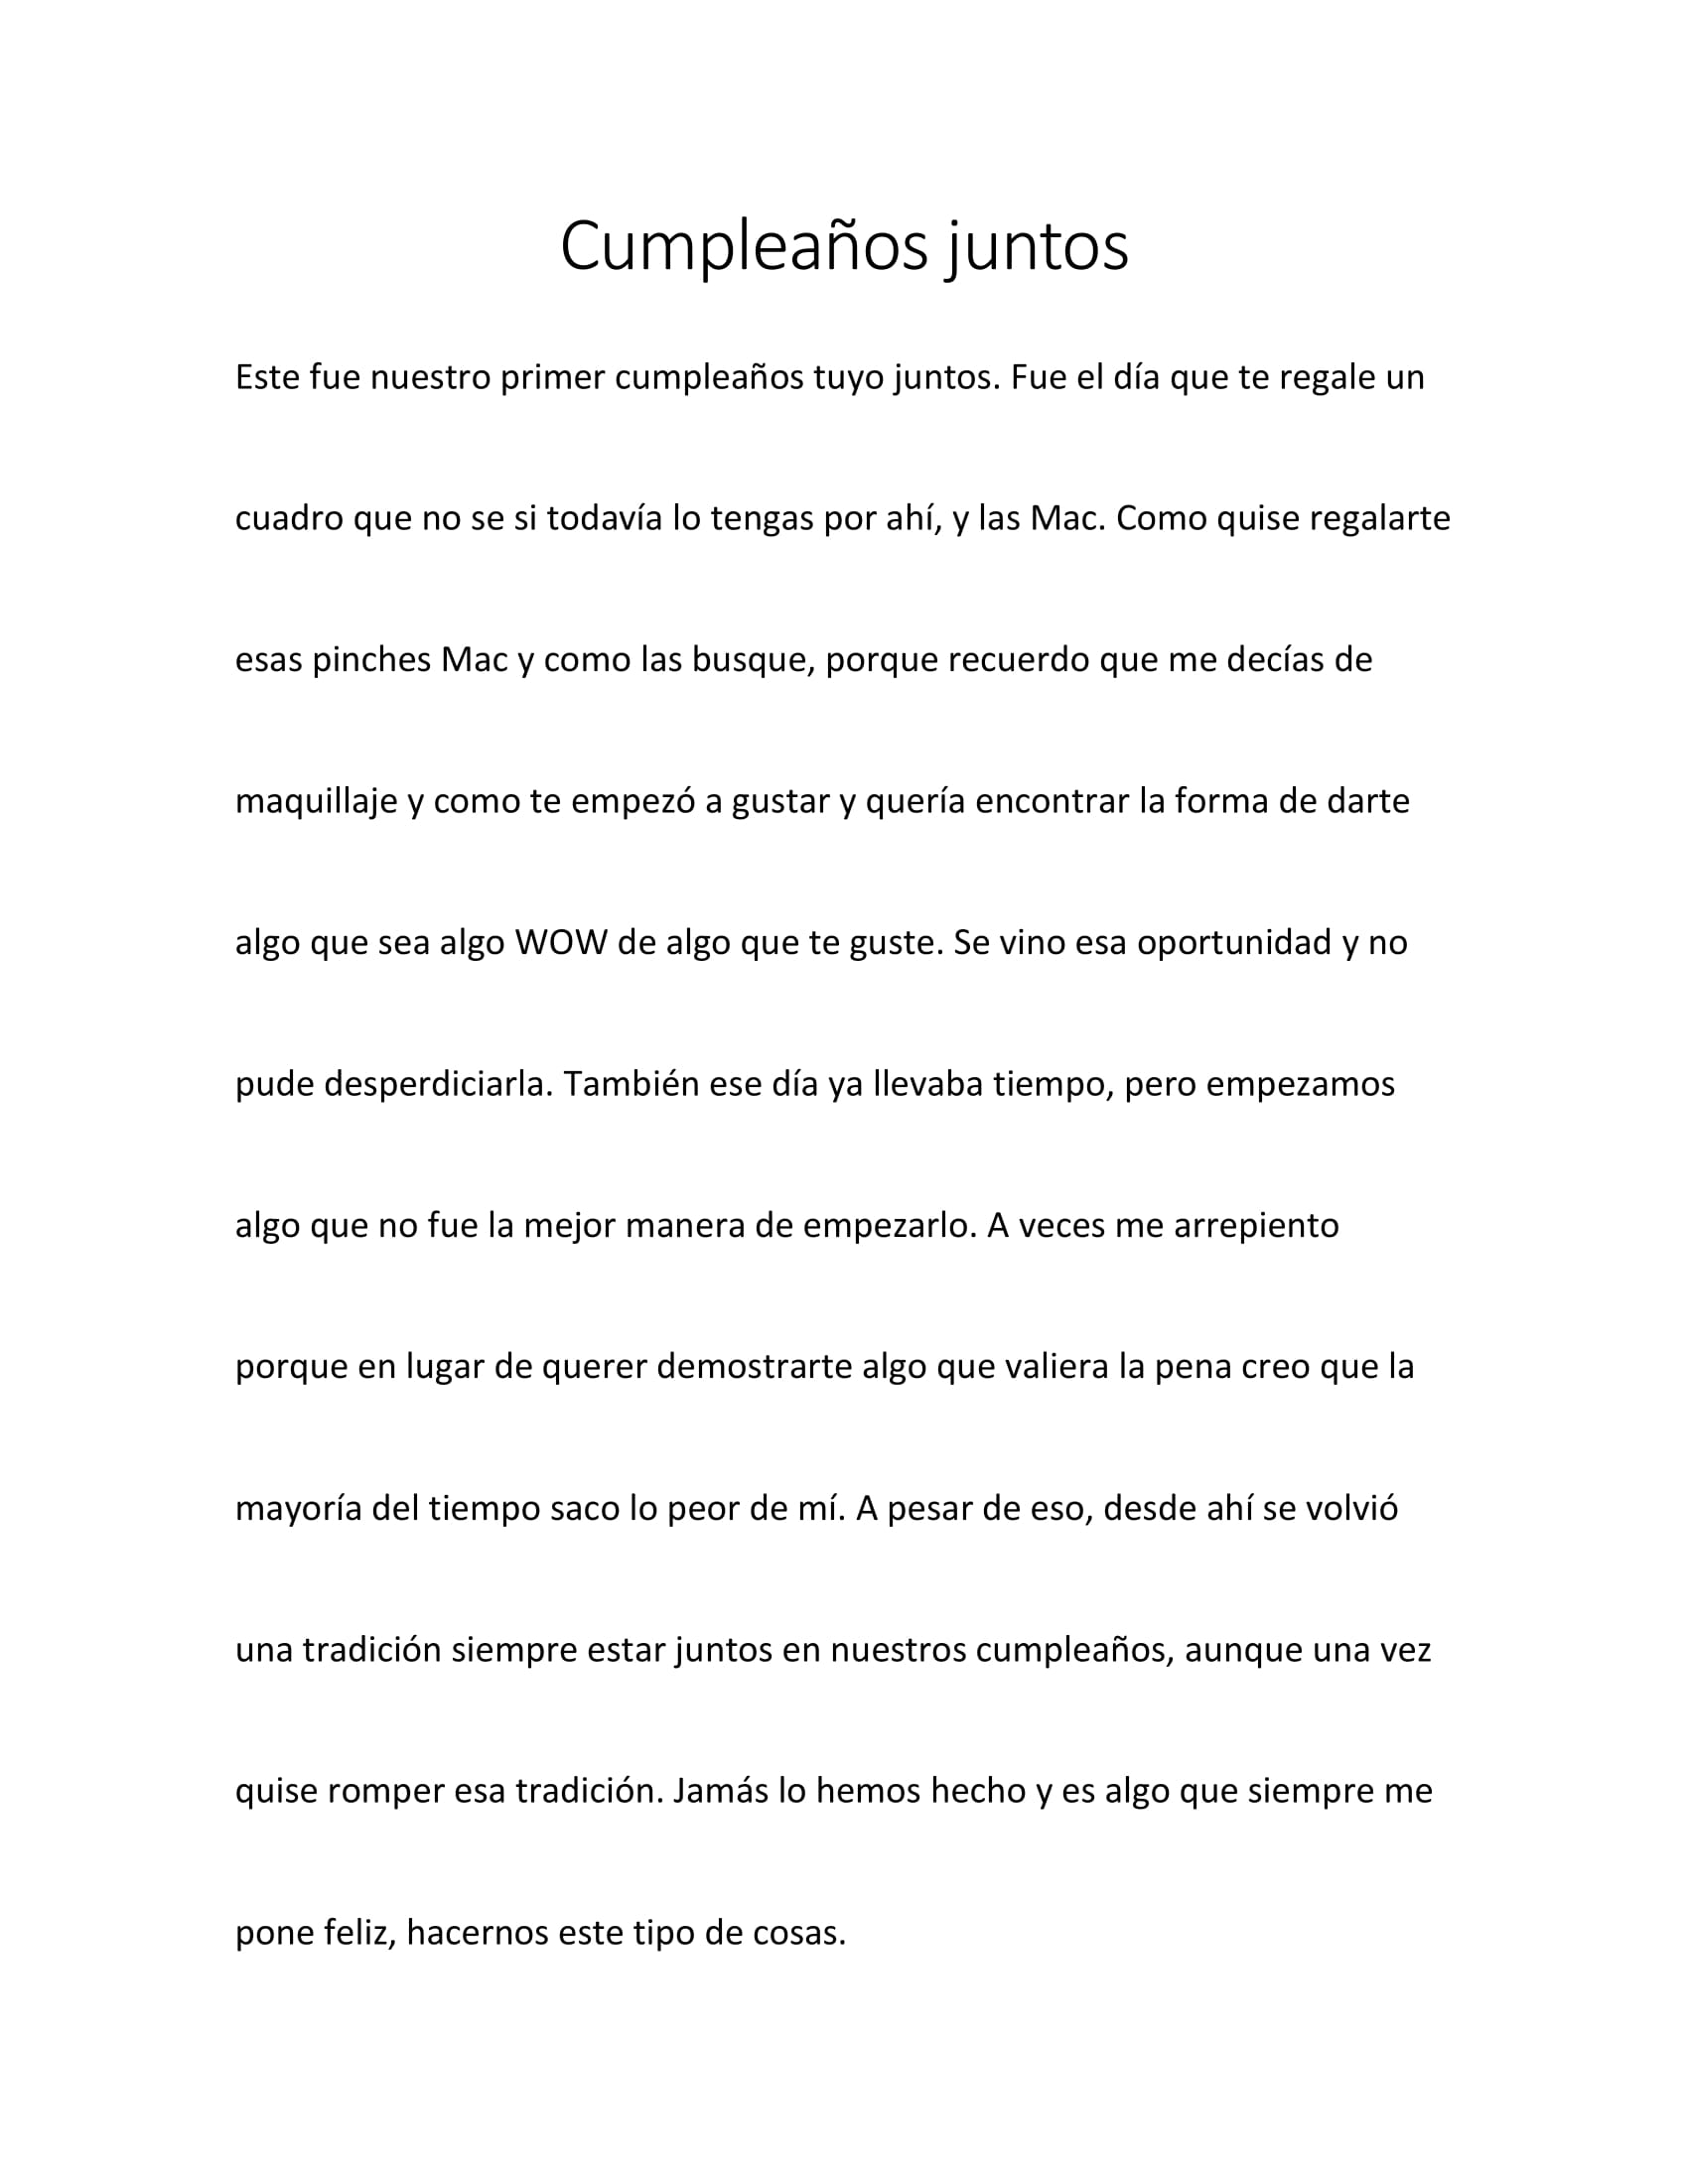 Cumpleaños juntos
Este fue nuestro primer cumpleaños tuyo juntos. Fue el día que te regale un
cuadro que no se si todavía lo tengas por ahí, y las Mac. Como quise regalarte
esas pinches Mac y como las busque, porque recuerdo que me decías de
maquillaje y como te empezó a gustar y quería encontrar la forma de darte
algo que sea algo WOW de algo que te guste. Se vino esa oportunidad y no
pude desperdiciarla. También ese día ya llevaba tiempo, pero empezamos
algo que no fue la mejor manera de empezarlo. A veces me arrepiento
porque en lugar de querer demostrarte algo que valiera la pena creo que la
mayoría del tiempo saco lo peor de mí. A pesar de eso, desde ahí se volvió
una tradición siempre estar juntos en nuestros cumpleaños, aunque una vez
quise romper esa tradición. Jamás lo hemos hecho y es algo que siempre me
pone feliz, hacernos este tipo de cosas.